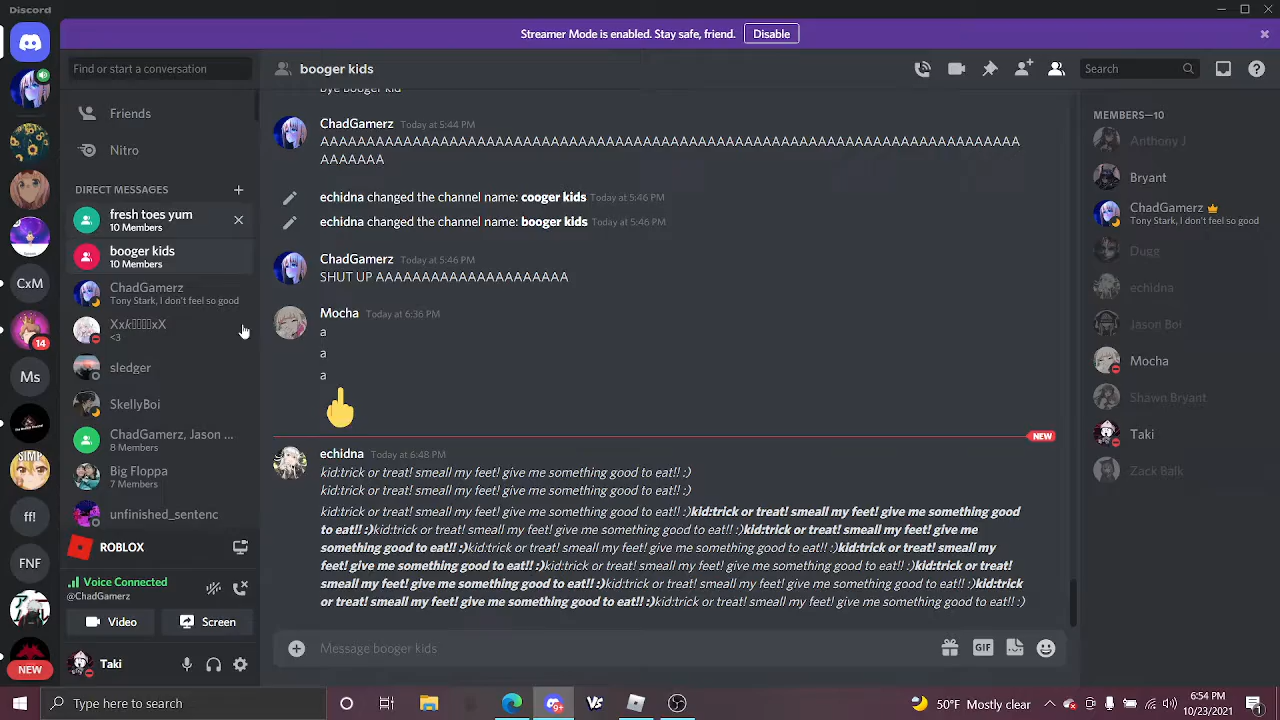 Discord
Streamer Mode is enabled. Stay safe, friend.
Disable
Find or start a conversation
booger kids
Search
Friends
Nitro
DIRECT MESSAGES
fresh toes yum
10 Members
booger kids
10 Members
ChadGamerz
Tony Stark, I don't feel so good
<3
sledger
SkellyBoi
ChadGamerz, Jason ...
8 Members
Big Floppa
7 Members
unfinished_sentenc
CxM
14
Ms
ff!
FNF
NEW
ROBLOX
Voice Connected
@ChadGamerz
Video
Screen
Taki
bye booger kid
ChadGamerz Today at 5:44 PM
AAAAAAAAAAAAAAAAAAAAAAAAAAAAAAAAAAAAAAAAAAAAAAAAAAAAAAAAAAAAAAAAAAAAAAAAAAAA
AAAAAAA
echidna changed the channel name: cooger kids Today at 5:46 PM
echidna changed the channel name: booger kids Today at 5:46 PM
ChadGamerz Today at 5:46 PM
SHUT UP AAAAAAAAAAAAAAAAAAAAA
Mocha Today at 6:36 PM
a
a
a
NEW
echidna Today at 6:48 PM
kid:trick or treat! smeall my feet! give me something good to eat!! :)
kid:trick or treat! smeall my feet! give me something good to eat!! :)
kid:trick or treat! smeall my feet! give me something good to eat!! :)kid:trick or treat! smeall my feet! give me something good
to eat!! :)kid:trick or treat! smeall my feet! give me something good to eat!! :)kid:trick or treat! smeall my feet! give me
something good to eat!! :)kid:trick or treat! smeall my feet! give me something good to eat!! :)kid:trick or treat! smeall my
feet! give me something good to eat!! :)kid:trick or treat! smeall my feet! give me something good to eat!! :)kid:trick or treat!
smeall my feet! give me something good to eat!! :)kid:trick or treat! smeall my feet! give me something good to eat!! :)kid:trick
or treat! smeall my feet! give me something good to eat!! :)kid:trick or treat! smeall my feet! give me something good to eat!! :)
Message booger kids
GIF
MEMBERS—10
Anthony J
Bryant
ChadGamerz
Tony Stark, I don't feel so good
Dugg
echidna
Jason Boi
Mocha
Shawn Bryant
Taki
Zack Balk
Type here to search
9+
VS
50°F Mostly clear
6:54 PM
10/23/2021
1